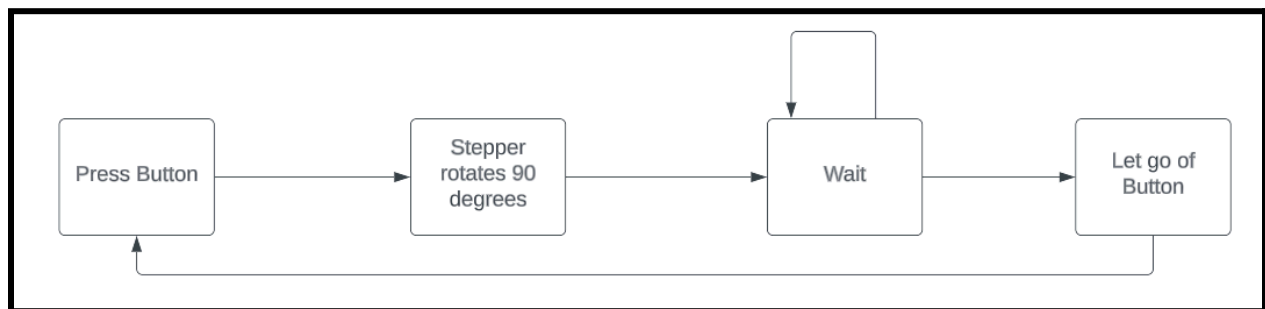 Press Button
Stepper
rotates 90
degrees
Wait
Let go of
Button